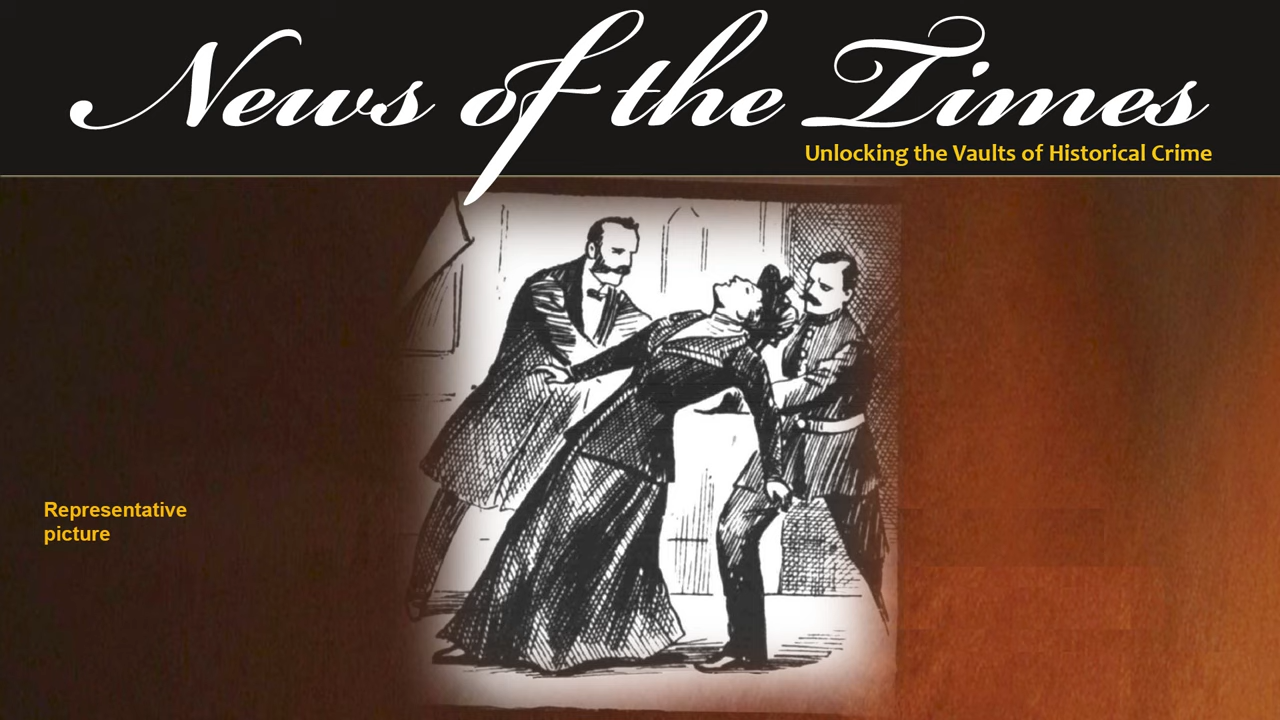 News of the Times
Unlocking the Vaults of Historical Crime
Representative
picture